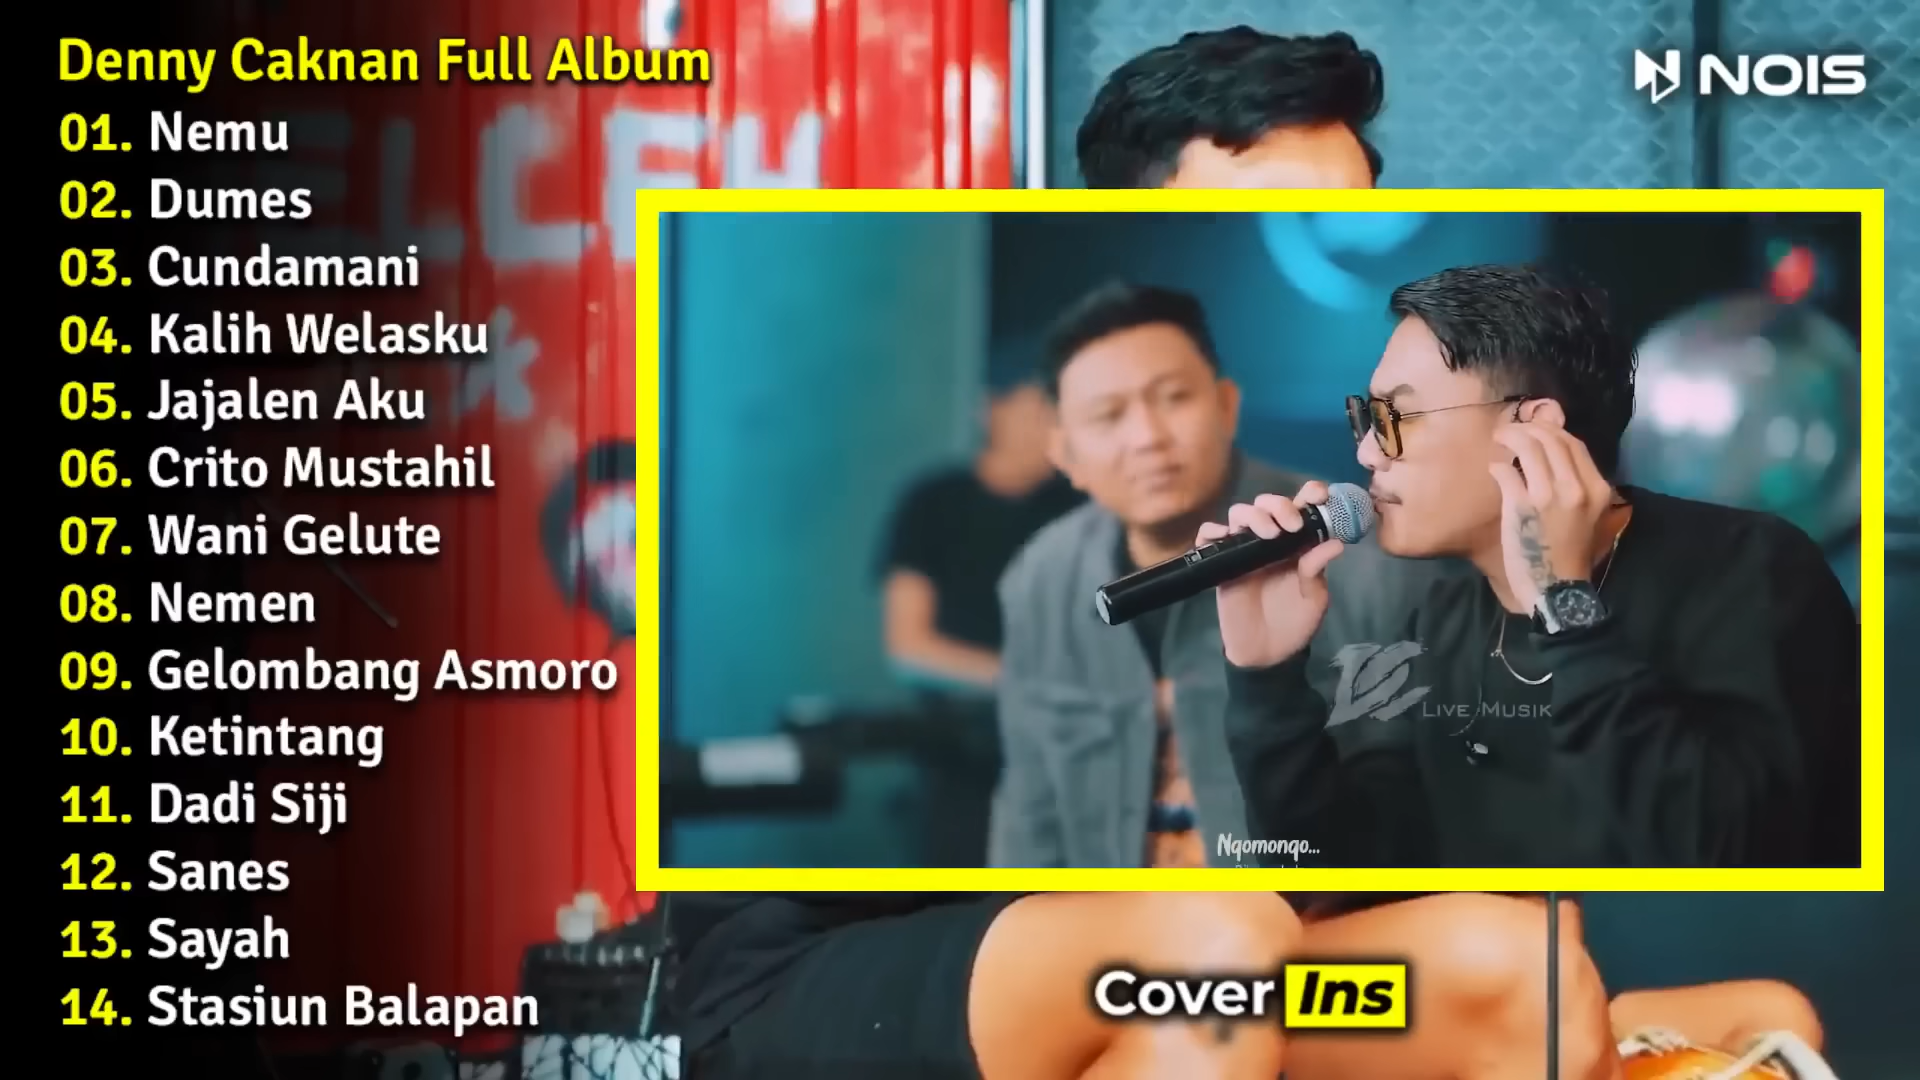 Denny Caknan Full Album
01. Nemu
02. Dumes
03. Cundamani
04. Kalih Welasku
05. Jajalen Aku
06. Crito Mustahil
07. Wani Gelute
08. Nemen
09. Gelombang Asmoro
10. Ketintang
11. Dadi Siji
12. Sanes
13. Sayah
14. Stasiun Balapan
NOIS
LIVE MUSIK
Ngomongo...
Cover Ins